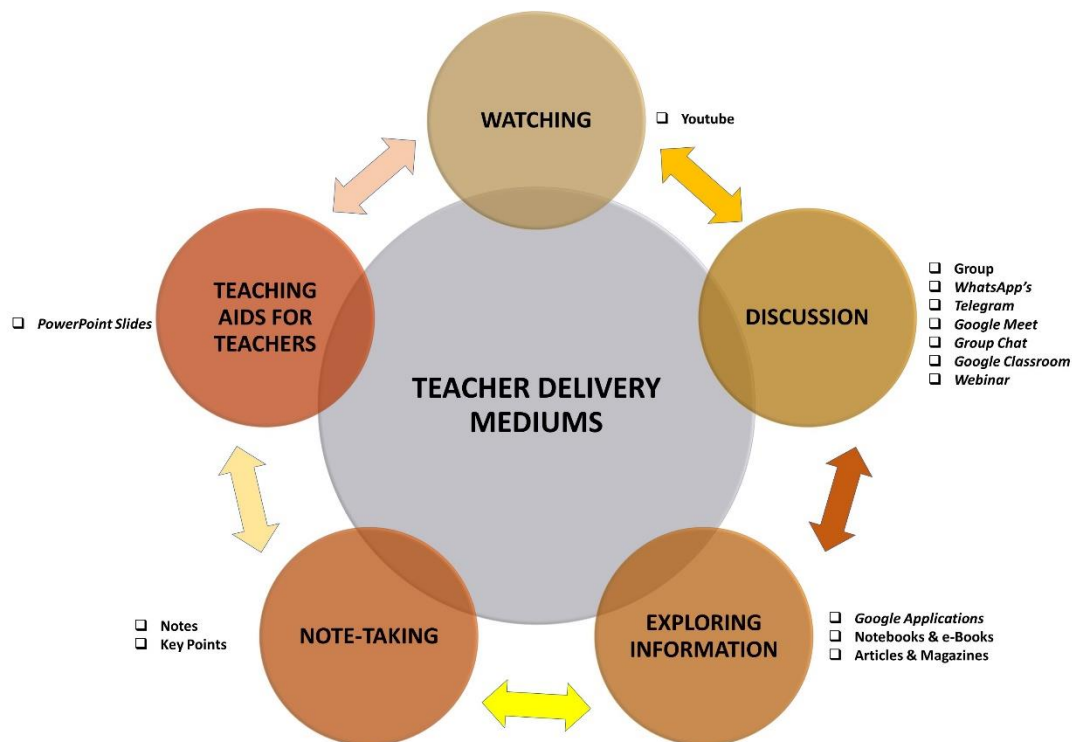 WATCHING
❑ Youtube
TEACHING
AIDS FOR
TEACHERS
❑ PowerPoint Slides
DISCUSSION
❑ Group
❑ WhatsApp's
❑ Telegram
❑ Google Meet
❑ Group Chat
❑ Google Classroom
❑ Webinar
TEACHER DELIVERY
MEDIUMS
NOTE-TAKING
❑ Notes
❑ Key Points
EXPLORING
INFORMATION
❑ Google Applications
❑ Notebooks & e-Books
❑ Articles & Magazines